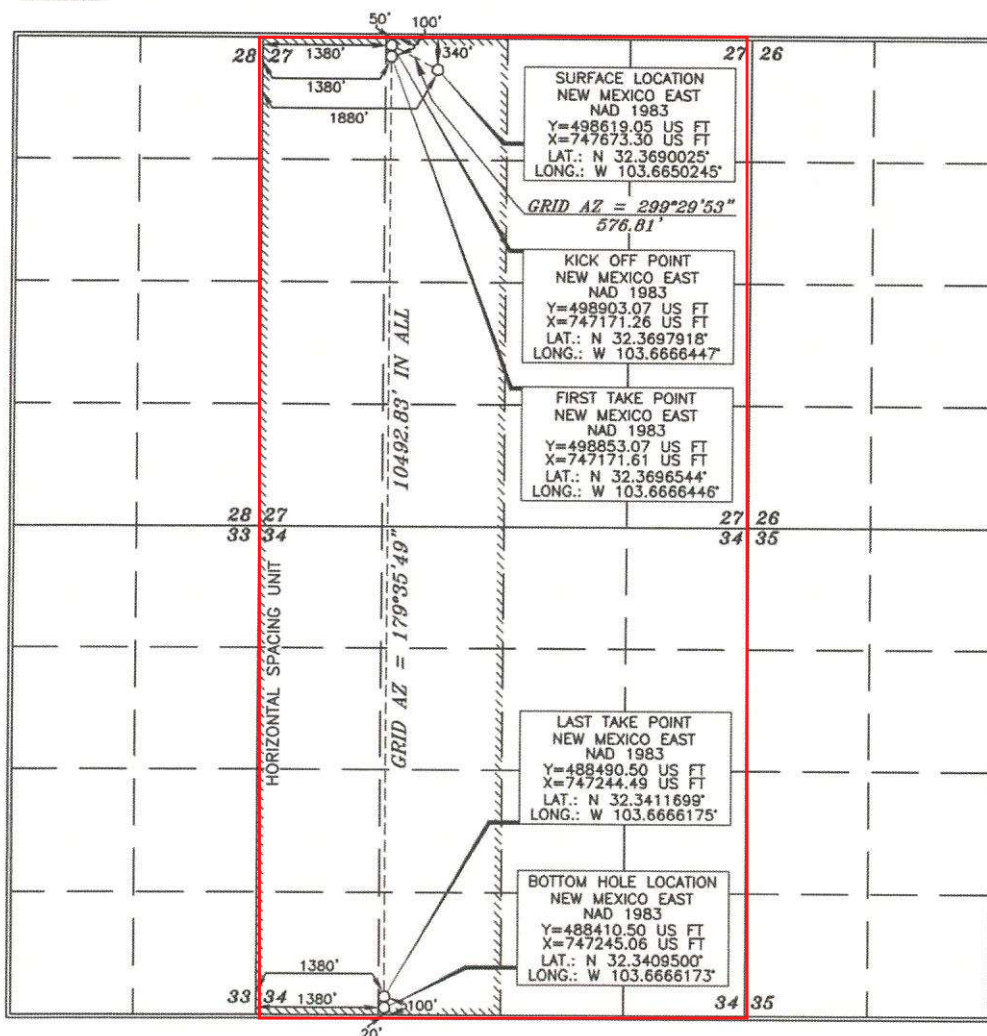 50'
100'
28 27
1380'
340'
27 26
1380'
1880'
SURFACE LOCATION
NEW MEXICO EAST
NAD 1983
Y=498619.05 US FT
X=747673.30 US FT
LAT.: N 32.3690025°
LONG.: W 103.6650245°
GRID AZ = 299°29'53"
576.81'
KICK OFF POINT
NEW MEXICO EAST
NAD 1983
Y=498903.07 US FT
X=747171.26 US FT
LAT.: N 32.3697918°
LONG.: W 103.6666447°
FIRST TAKE POINT
NEW MEXICO EAST
NAD 1983
Y=498853.07 US FT
X=747171.61 US FT
LAT.: N 32.3696544°
LONG.: W 103.6666446°
GRID AZ = 179°35'49" 10492.83' IN ALL
28 27
33 34
27 26
34 35
HORIZONTAL SPACING UNIT
LAST TAKE POINT
NEW MEXICO EAST
NAD 1983
Y=488490.50 US FT
X=747244.49 US FT
LAT.: N 32.3411699°
LONG.: W 103.6666175°
BOTTOM HOLE LOCATION
NEW MEXICO EAST
NAD 1983
Y=488410.50 US FT
X=747245.06 US FT
LAT.: N 32.3409500°
LONG.: W 103.6666173°
1380'
33 34
1380'
100'
34 35
20'